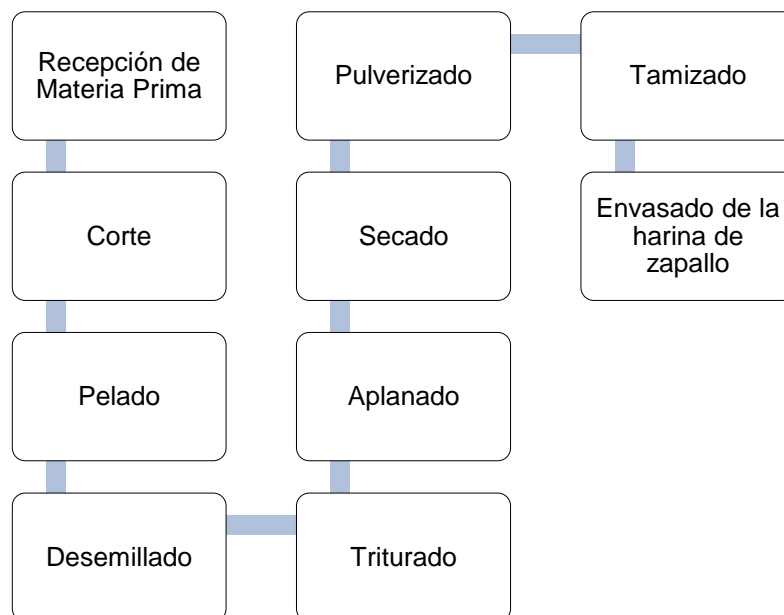 Recepción de
Materia Prima
Corte
Pelado
Desemillado
Triturado
Aplanado
Secado
Pulverizado
Tamizado
Envasado de la
harina de
zapallo